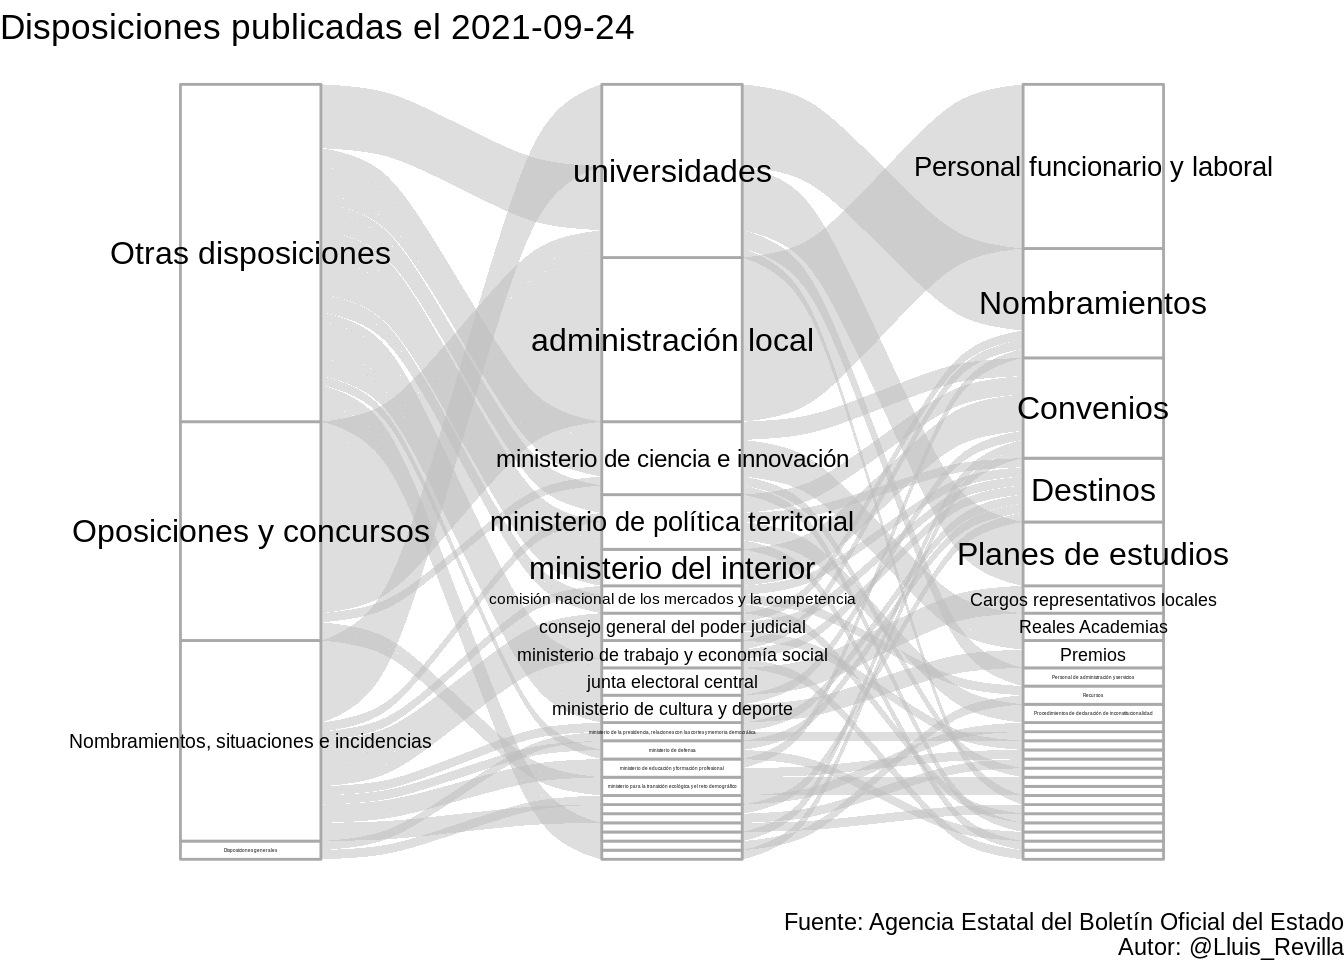 Disposiciones publicadas el 2021-09-24
Otras disposiciones
Oposiciones y concursos
Nombramientos, situaciones e incidencias
Disposiciones generales
universidades
administración local
ministerio de ciencia e innovación
ministerio de política territorial
ministerio del interior
comisión nacional de los mercados y la competencia
consejo general del poder judicial
ministerio de trabajo y economía social
junta electoral central
ministerio de cultura y deporte
ministerio de la presidencia, relaciones con las cortes y memoria democrática
ministerio de defensa
ministerio de educación y formación profesional
ministerio para la transición ecológica y el reto demográfico
Personal funcionario y laboral
Nombramientos
Convenios
Destinos
Planes de estudios
Cargos representativos locales
Reales Academias
Premios
Personal de administración y servicios
Recursos
Procedimientos de declaración de inconstitucionalidad
Fuente: Agencia Estatal del Boletín Oficial del Estado
Autor: @Lluis_Revilla